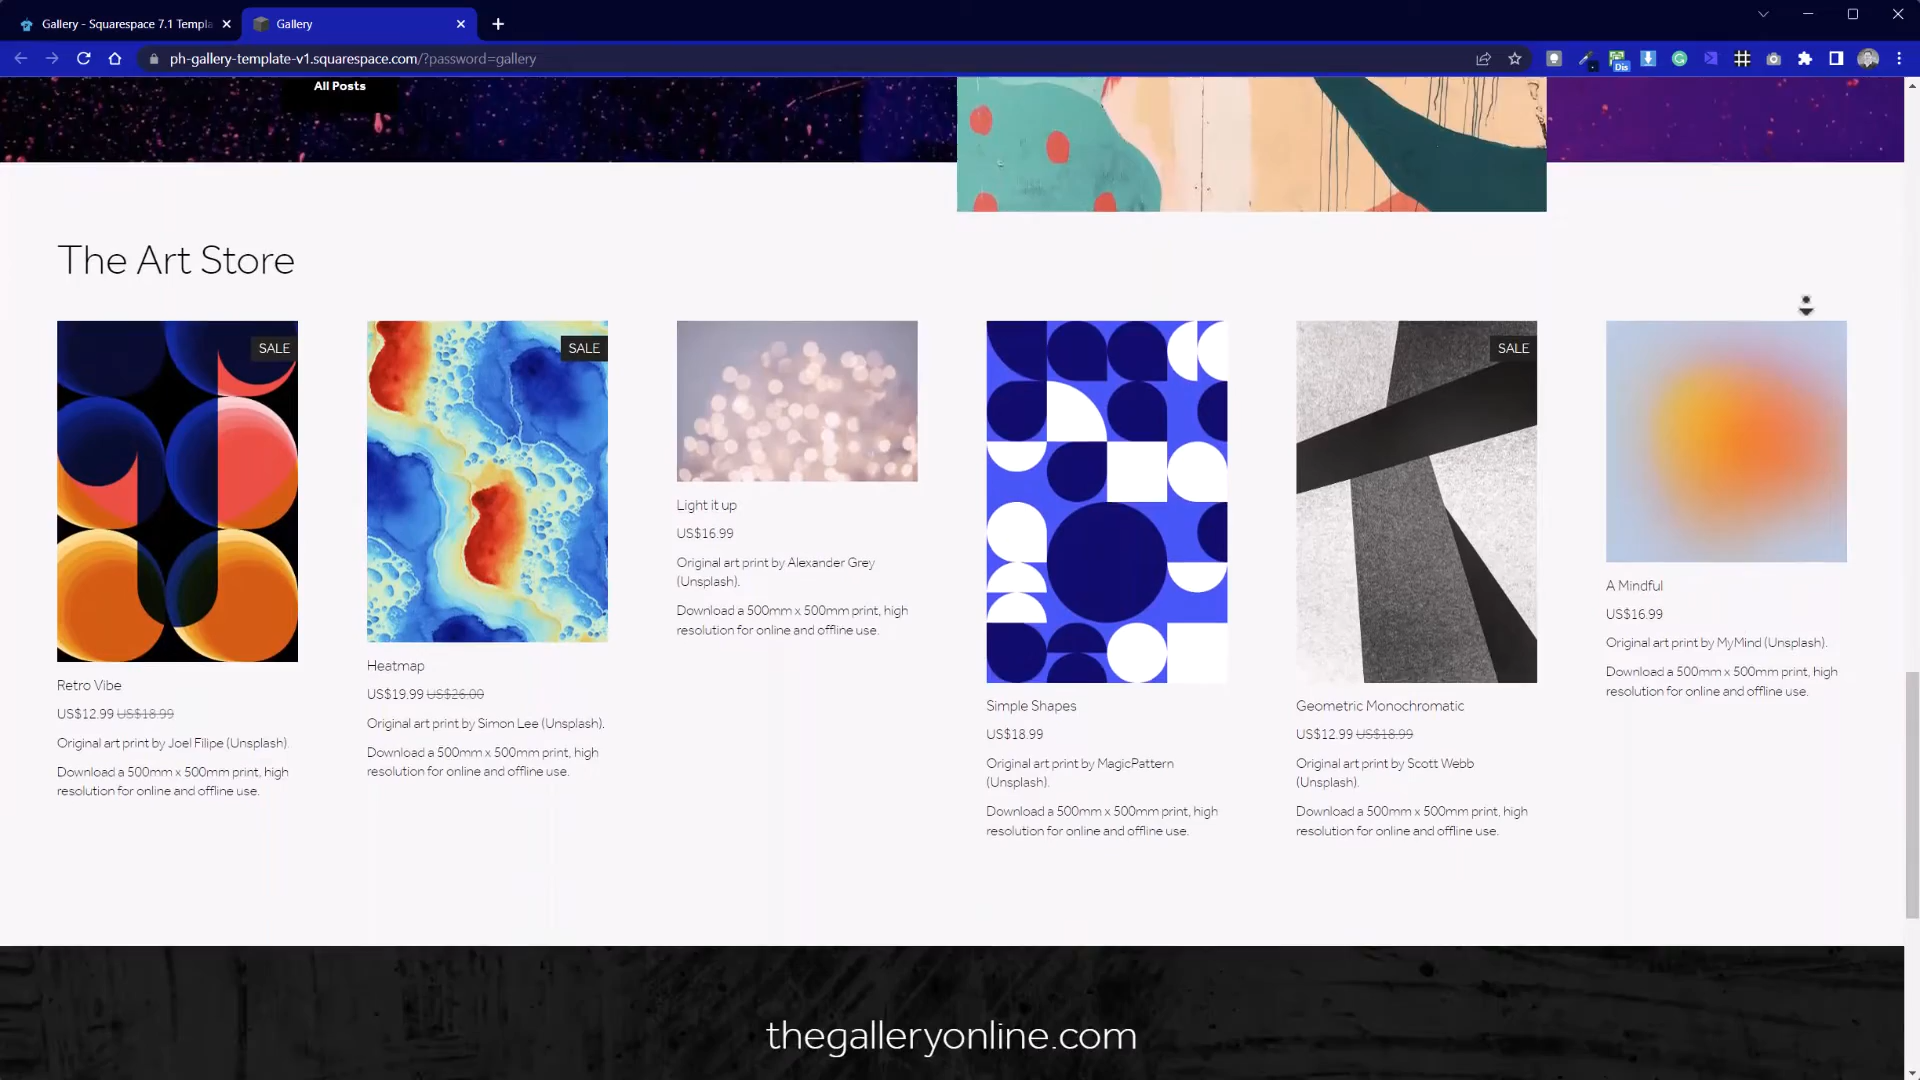 Gallery - Squarespace 7.1 Templa
Gallery
ph-gallery-template-v1.squarespace.com/?password=gallery
Dis
All Posts
The Art Store
SALE
Retro Vibe
US$12.99 US$18.99
Original art print by Joel Filipe (Unsplash).
Download a 500mm x 500mm print, high
resolution for online and offline use.
SALE
Heatmap
US$19.99 US$26.00
Original art print by Simon Lee (Unsplash).
Download a 500mm x 500mm print, high
resolution for online and offline use.
Light it up
US$16.99
Original art print by Alexander Grey
(Unsplash).
Download a 500mm x 500mm print, high
resolution for online and offline use.
Simple Shapes
US$18.99
Original art print by MagicPattern
(Unsplash).
Download a 500mm x 500mm print, high
resolution for online and offline use.
SALE
Geometric Monochromatic
US$12.99 US$18.99
Original art print by Scott Webb
(Unsplash).
Download a 500mm x 500mm print, high
resolution for online and offline use.
A Mindful
US$16.99
Original art print by MyMind (Unsplash).
Download a 500mm x 500mm print, high
resolution for online and offline use.
thegalleryonline.com